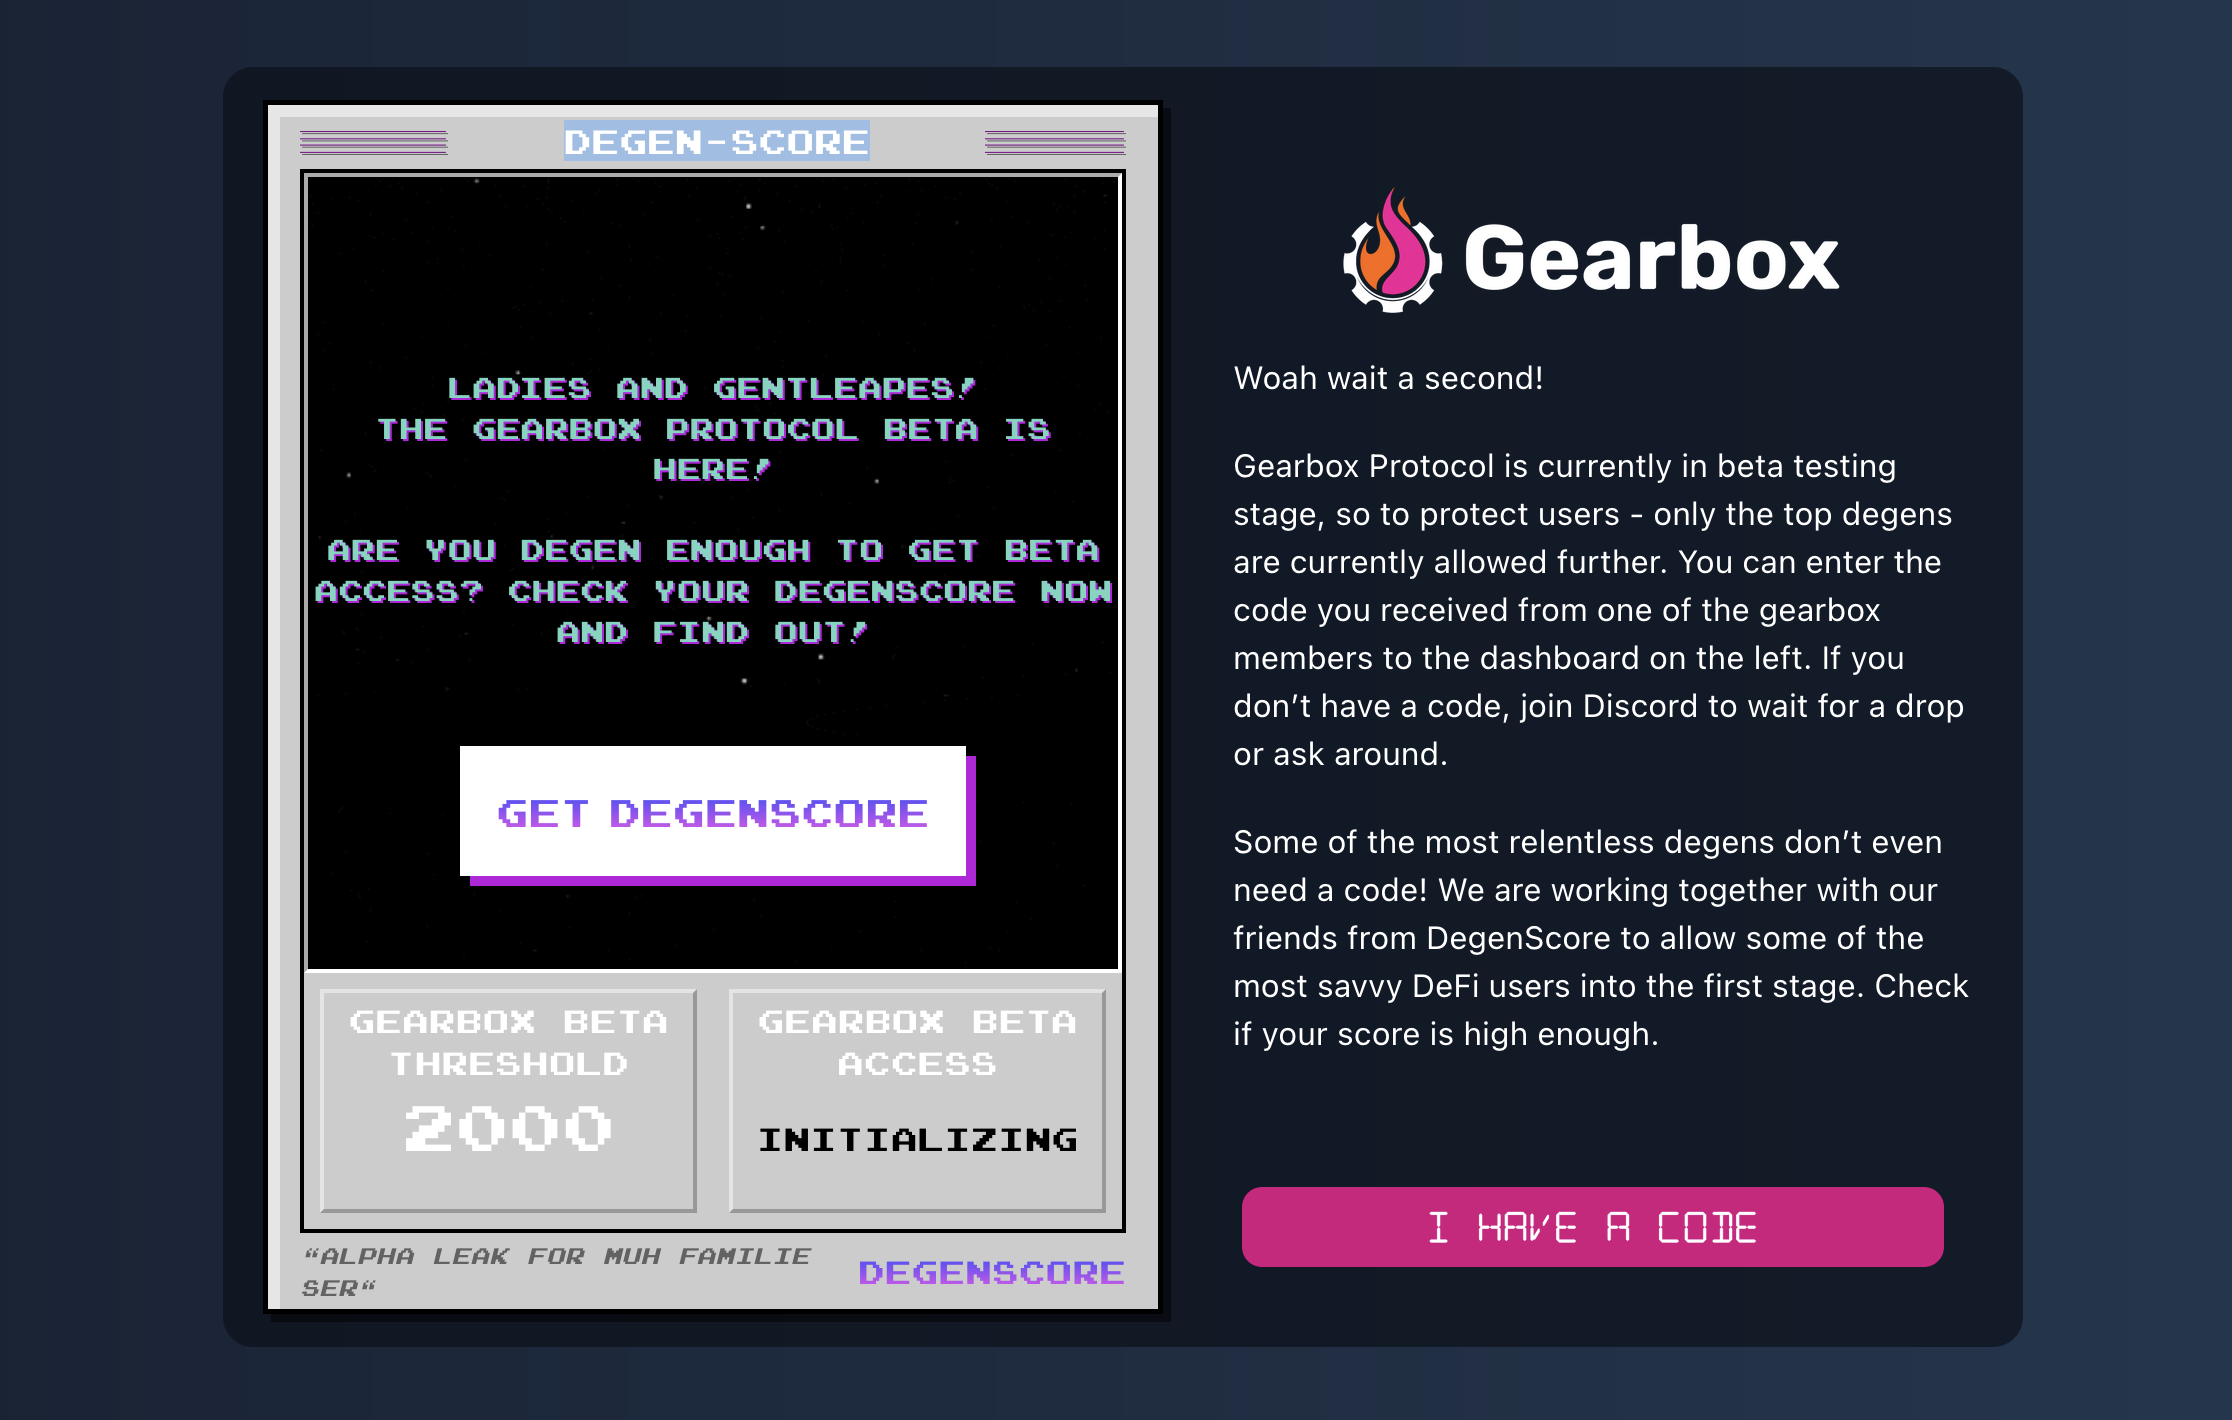 DEGEN-SCORE
LADIES AND GENTLEAPES!
THE GEARBOX PROTOCOL BETA IS
HERE!
ARE YOU DEGEN ENOUGH TO GET BETA
ACCESS? CHECK YOUR DEGENSCORE NOW
AND FIND OUT!
GET DEGENSCORE
GEARBOX BETA
THRESHOLD
2000
GEARBOX BETA
ACCESS
INITIALIZING
“ALPHA LEAK FOR MUH FAMILIE
SER“
DEGENSCORE
Gearbox
Woah wait a second!
Gearbox Protocol is currently in beta testing
stage, so to protect users - only the top degens
are currently allowed further. You can enter the
code you received from one of the gearbox
members to the dashboard on the left. If you
don’t have a code, join Discord to wait for a drop
or ask around.
Some of the most relentless degens don’t even
need a code! We are working together with our
friends from DegenScore to allow some of the
most savvy DeFi users into the first stage. Check
if your score is high enough.
I HAVE A CODE